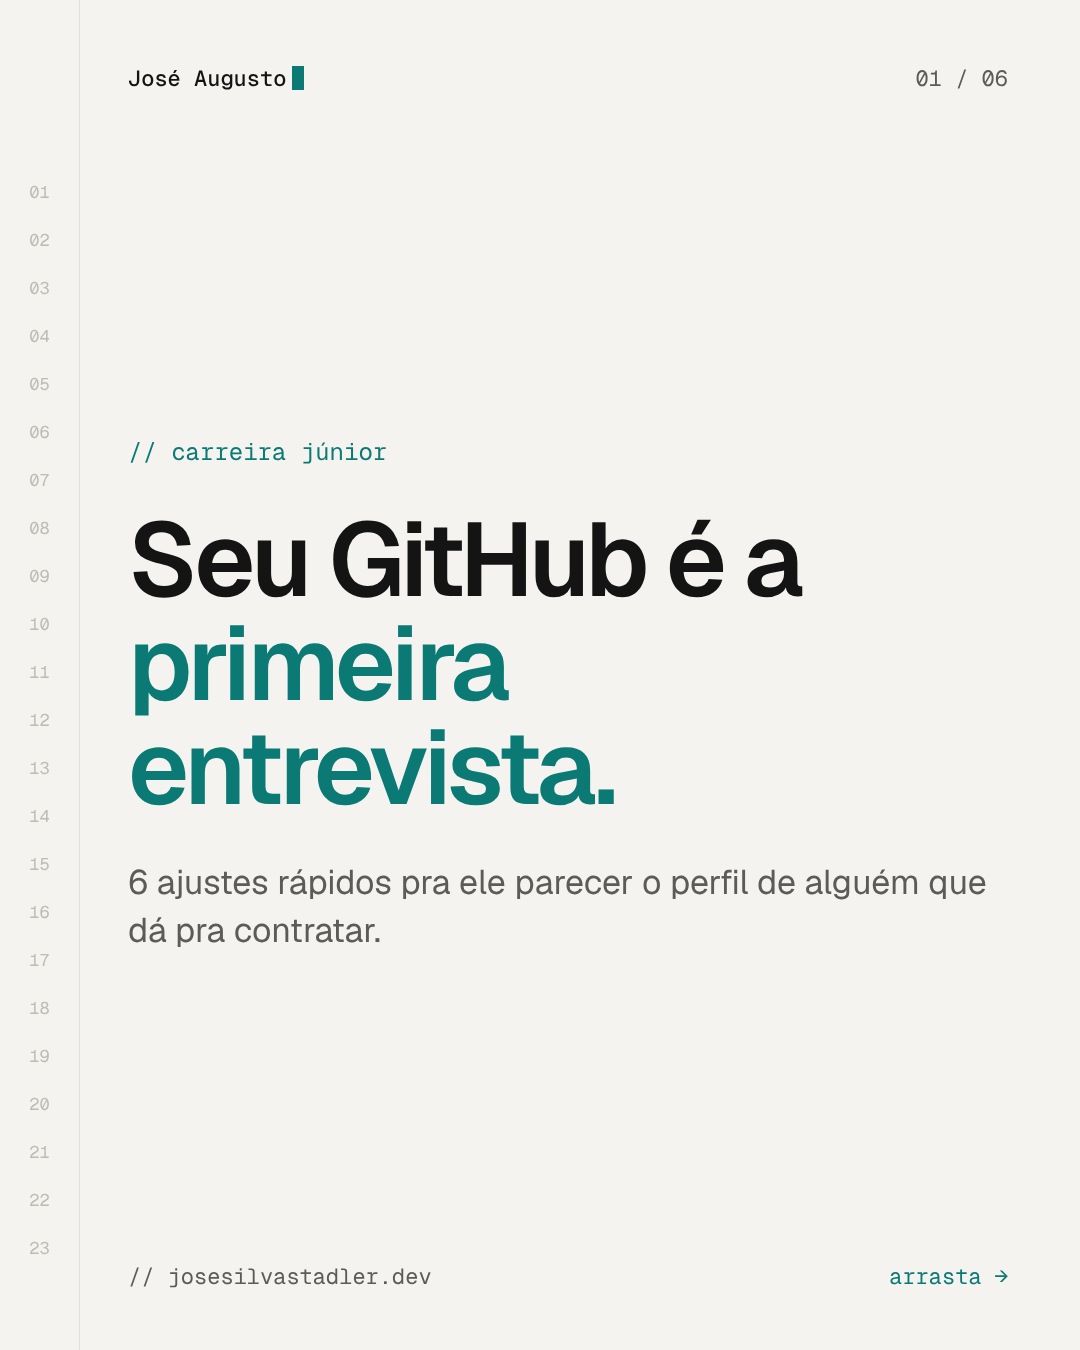 José Augusto
01 / 06
01
02
03
04
05
06
07
08
09
10
11
12
13
14
15
16
17
18
19
20
21
22
23
// carreira júnior
Seu GitHub é a
primeira
entrevista.
6 ajustes rápidos pra ele parecer o perfil de alguém que
dá pra contratar.
// josesilvastadler.dev
arrasta →